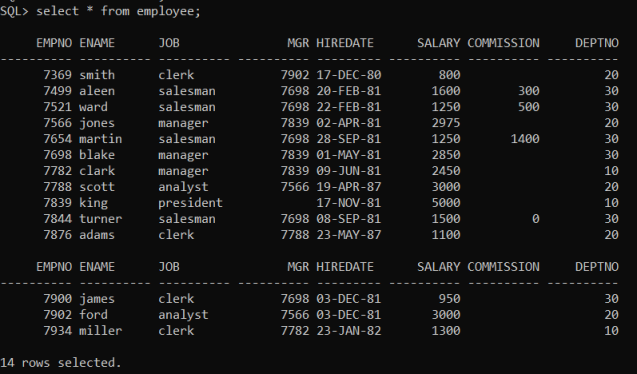 SQL> select * from employee;
EMPNO ENAME JOB MGR HIREDATE SALARY COMMISSION DEPTNO
---------- ---------- ---------- ---------- --------- ---------- ---------- ----------
7369 smith clerk 7902 17-DEC-80 800 20
7499 aleen salesman 7698 20-FEB-81 1600 300 30
7521 ward salesman 7698 22-FEB-81 1250 500 30
7566 jones manager 7839 02-APR-81 2975 20
7654 martin salesman 7698 28-SEP-81 1250 1400 30
7698 blake manager 7839 01-MAY-81 2850 30
7782 clark manager 7839 09-JUN-81 2450 10
7788 scott analyst 7566 19-APR-87 3000 20
7839 king president 17-NOV-81 5000 10
7844 turner salesman 7698 08-SEP-81 1500 0 30
7876 adams clerk 7788 23-MAY-87 1100 20
EMPNO ENAME JOB MGR HIREDATE SALARY COMMISSION DEPTNO
---------- ---------- ---------- ---------- --------- ---------- ---------- ----------
7900 james clerk 7698 03-DEC-81 950 30
7902 ford analyst 7566 03-DEC-81 3000 20
7934 miller clerk 7782 23-JAN-82 1300 10
14 rows selected.